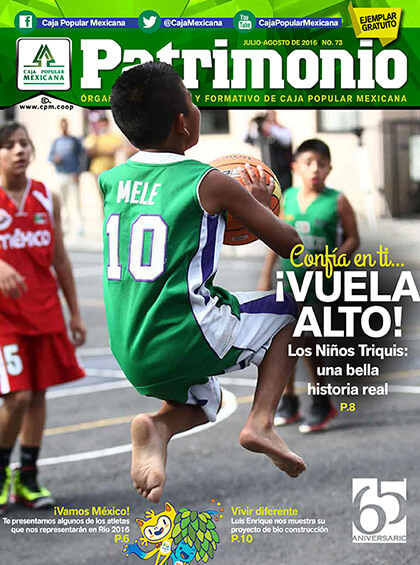 Caja Popular Mexicana
@CajaMexicana
You Tube
CajaPopularMexicana
EJEMPLAR
GRATUITO
JULIO-AGOSTO DE 2016 NO. 73
CAJA POPULAR
MEXICANA
Patrimonio
www.cpm.coop
Y FORMATIVO DE CAJA POPULAR MEXICANA
MELE
10
MÉXICO
5
Confía en ti...
¡VUELA
ALTO!
Los Niños Triquis:
una bella
historia real
P.8
¡Vamos México!
Te presentamos algunos de los atletas
que nos representarán en Río 2016
P.6
Vivir diferente
Luis Enrique nos muestra su
proyecto de bio construcción
P.10
65
ANIVERSARIO